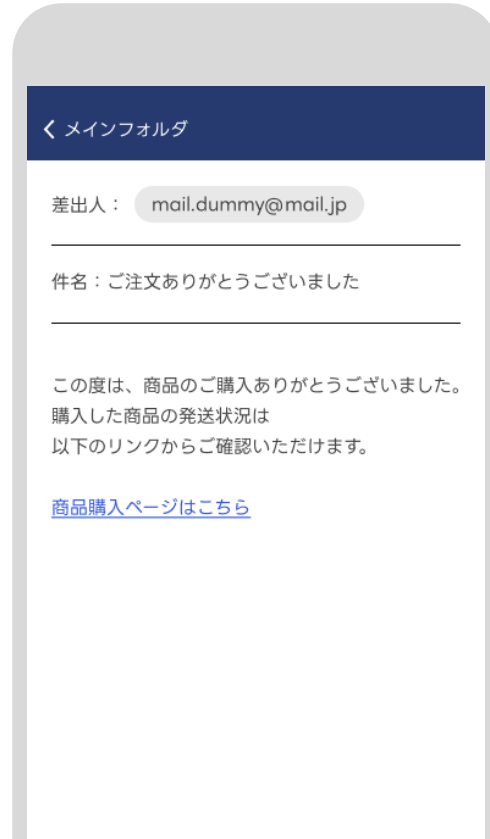 メインフォルダ
差出人： mail.dummy@mail.jp
件名：ご注文ありがとうございました
この度は、商品のご購入ありがとうございました。
購入した商品の発送状況は
以下のリンクからご確認いただけます。
商品購入ページはこちら